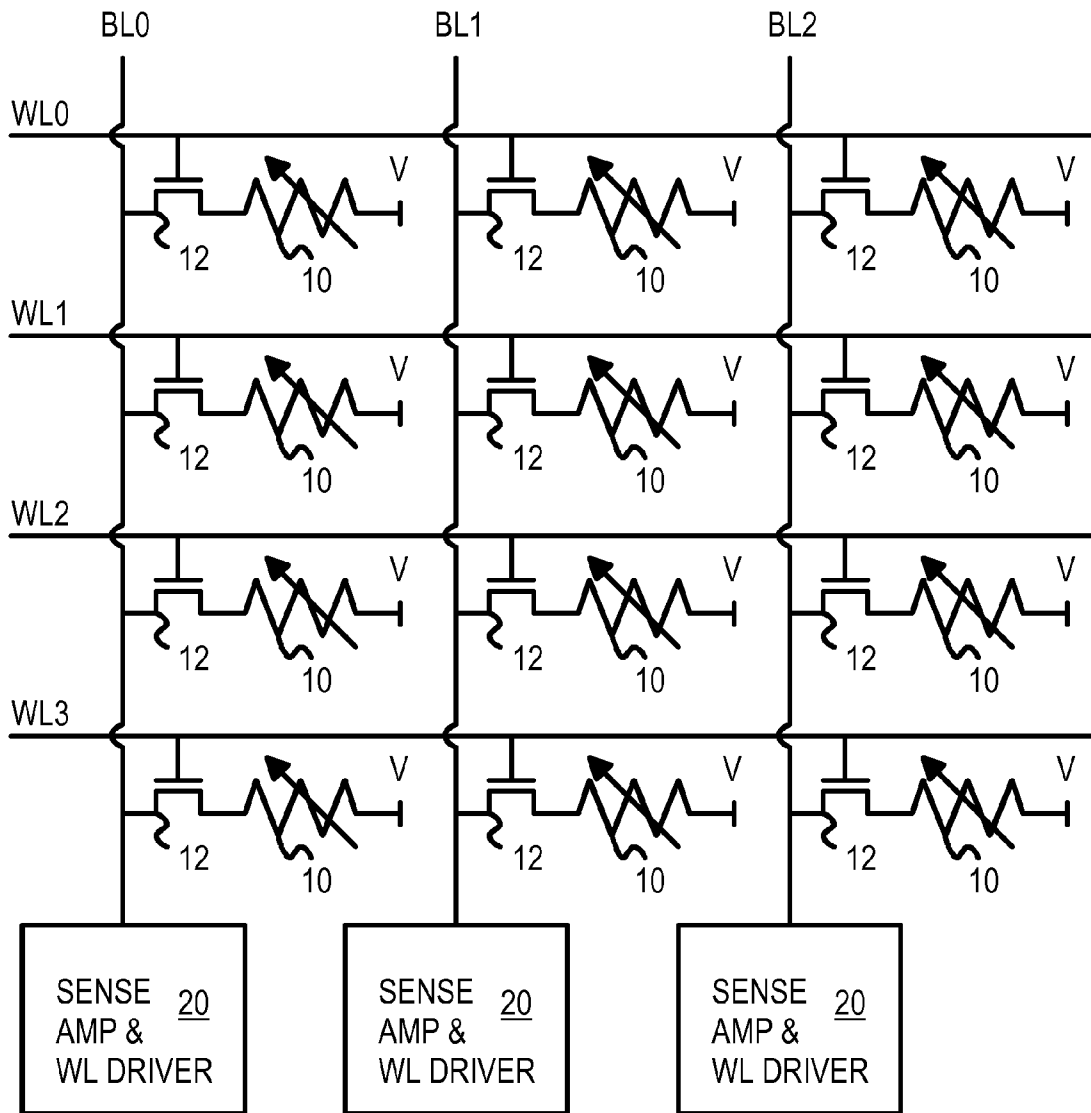 BL0 BL1 BL2
WL0
V V V
12 10 12 10 12 10
WL1
V V V
12 10 12 10 12 10
WL2
V V V
12 10 12 10 12 10
WL3
V V V
12 10 12 10 12 10
SENSE 20 SENSE 20 SENSE 20
AMP & AMP & AMP &
WL DRIVER WL DRIVER WL DRIVER